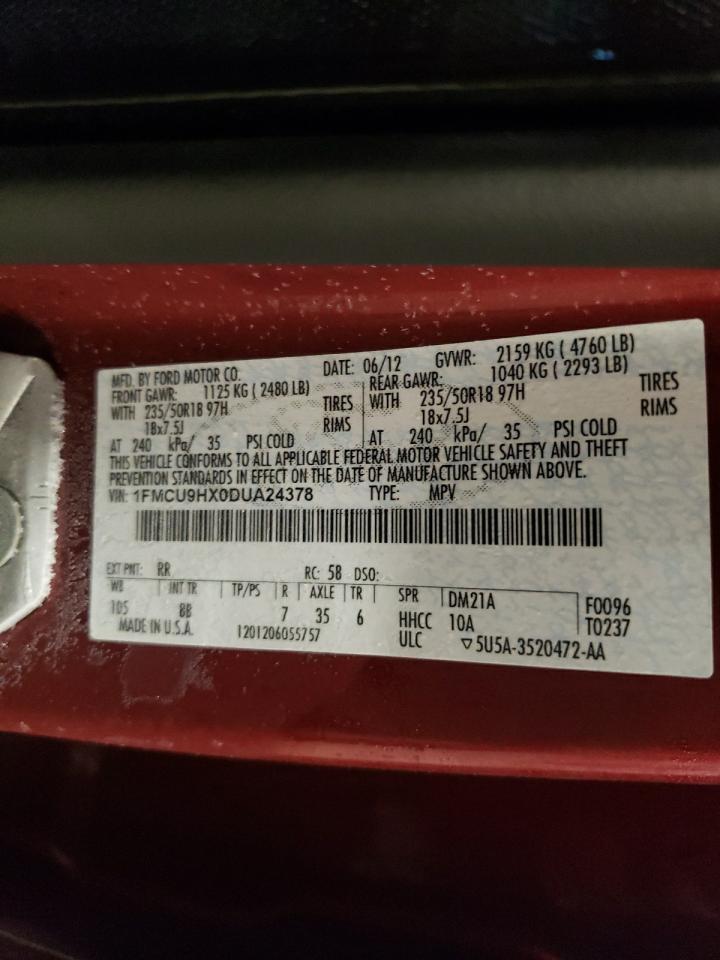 MFD. BY FORD MOTOR CO. DATE: 06/12 GVWR: 2159 KG ( 4760 LB)
FRONT GAWR: 1125 KG ( 2480 LB) REAR GAWR: 1040 KG ( 2293 LB)
WITH 235/50R18 97H TIRES WITH 235/50R18 97H TIRES
18x7.5J RIMS 18x7.5J RIMS
AT 240 kPa/ 35 PSI COLD AT 240 kPa/ 35 PSI COLD
THIS VEHICLE CONFORMS TO ALL APPLICABLE FEDERAL MOTOR VEHICLE SAFETY AND THEFT
PREVENTION STANDARDS IN EFFECT ON THE DATE OF MANUFACTURE SHOWN ABOVE.
VIN: 1FMCU9HX0DUA24378 TYPE: MPV
EXT PNT: RR RC: 58 DSO:
WB INT TR TP/PS R AXLE TR SPR DM21A F0096
105 BB 7 35 6 HHCC 10A T0237
MADE IN U.S.A. 1201206055757 ULC ▽5U5A-3520472-AA